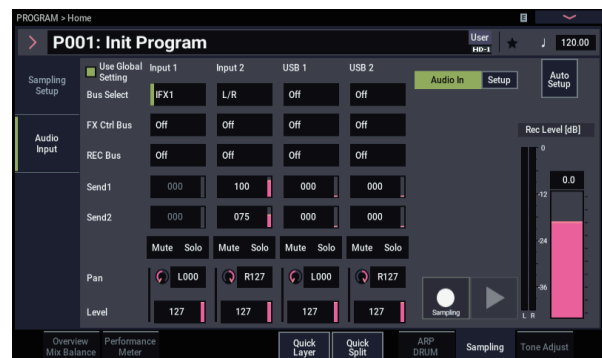 PROGRAM > Home
E
P001: Init Program
User
HD-1
♩ 120.00
Sampling Setup
Audio Input
Use Global Setting
Input 1 Input 2 USB 1 USB 2
Audio In Setup
Auto Setup
Bus Select IFX1 L/R Off Off
FX Ctrl Bus Off Off Off Off
REC Bus Off Off Off Off
Send1 000 100 000 000
Send2 000 075 000 000
Mute Solo Mute Solo Mute Solo Mute Solo
Pan L000 R127 L000 R127
Level 127 127 127 127
Rec Level [dB]
0
0.0
-12
-24
-36
L R
Sampling
Overview Mix Balance
Performance Meter
Quick Layer
Quick Split
ARP DRUM
Sampling
Tone Adjust